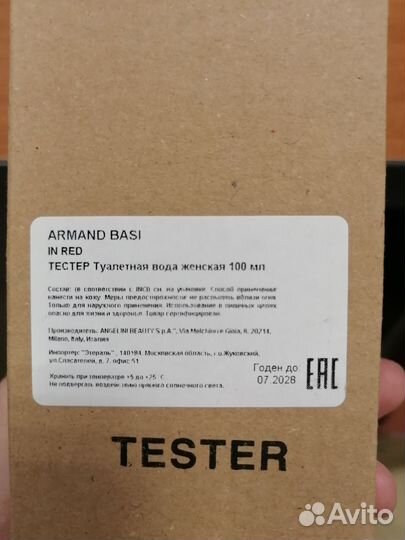 ARMAND BASI
IN RED
ТЕСТЕР Туалетная вода женская 100 мл
Состав: (в соответствии с INCI) см. на упаковке. Способ применения:
нанести на кожу. Меры предосторожности: не распылять вблизи огня.
Только для наружного применения. Использование в пищевых целях
опасно для жизни и здоровья. Товар сертифицирован.
Производитель: ANGELINI BEAUTY S.p.A.", Via Melchiorre Gioia, 8, 20214,
Milano, Italy, Италия
Импортер: "Этераль", 140184, Московская область, г.о.Жуковский,
ул.Спасателей, д. 7, офис 51.
Годен до:
07.2028
EAC
Хранить при температуре +5 до +25 °C
Не подвергать воздействию прямого солнечного света.
TESTER
Avito